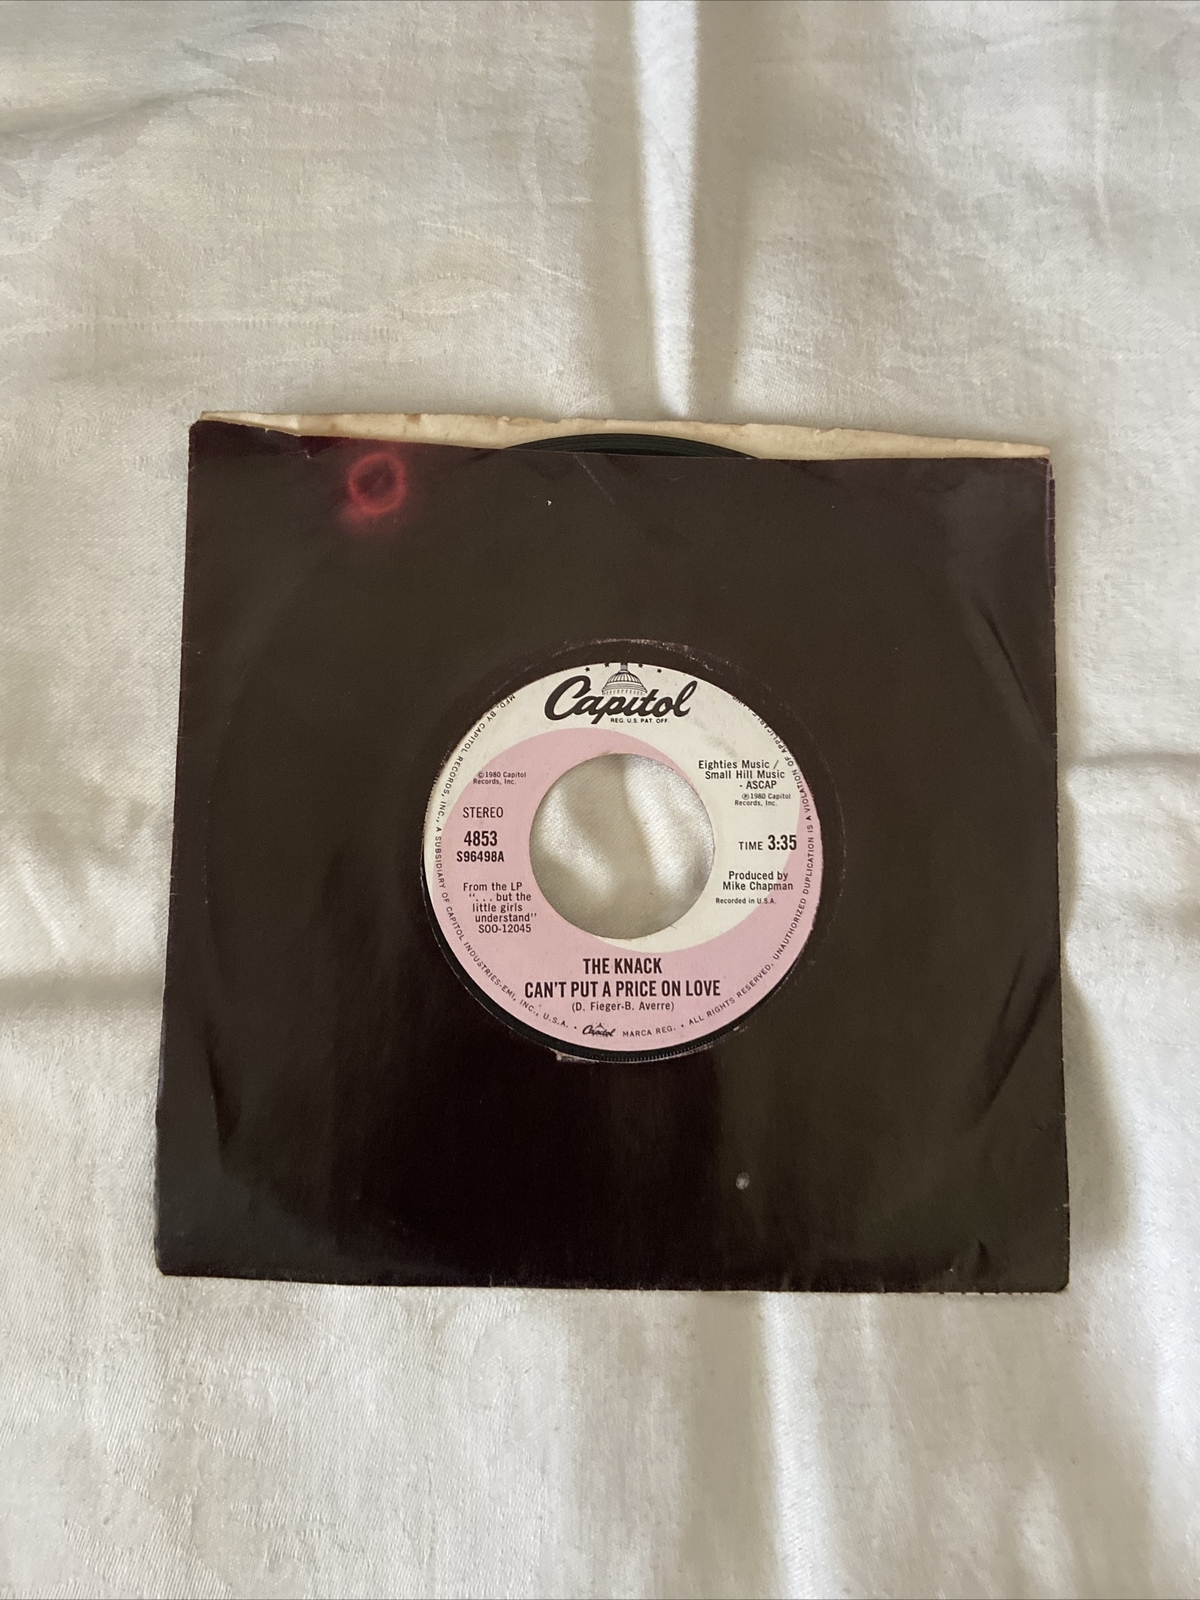 Capitol
REG. U.S. PAT. OFF.
Eighties Music /
Small Hill Music
- ASCAP
℗1980 Capitol
Records, Inc.
©1980 Capitol
Records, Inc.
STEREO
4853
S96498A
TIME 3:35
From the LP
". . . but the
little girls
understand"
SOO-12045
Produced by
Mike Chapman
Recorded in U.S.A.
THE KNACK
CAN'T PUT A PRICE ON LOVE
(D. Fieger-B. Averre)
MFD. BY CAPITOL RECORDS, INC., A SUBSIDIARY OF CAPITOL INDUSTRIES-EMI, INC., U.S.A. • Capitol MARCA REG. • ALL RIGHTS RESERVED. UNAUTHORIZED DUPLICATION IS A VIOLATION OF APPLICABLE